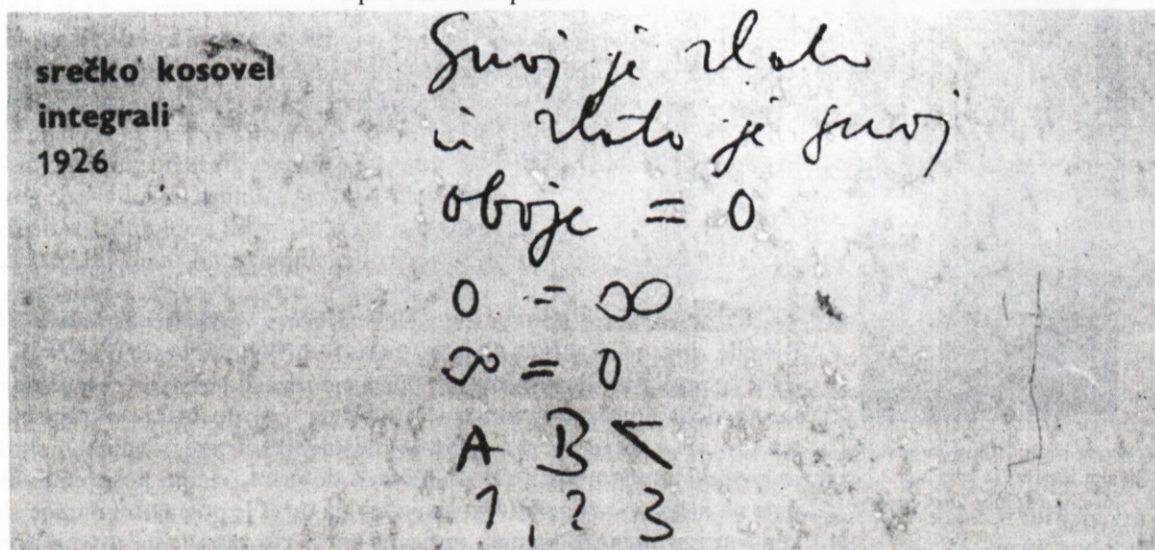 srečko kosovel
integrali
1926
Gnoj je zlato
in zlato je gnoj
oboje = 0
0 = ∞
∞ = 0
A B <
1, 2 3